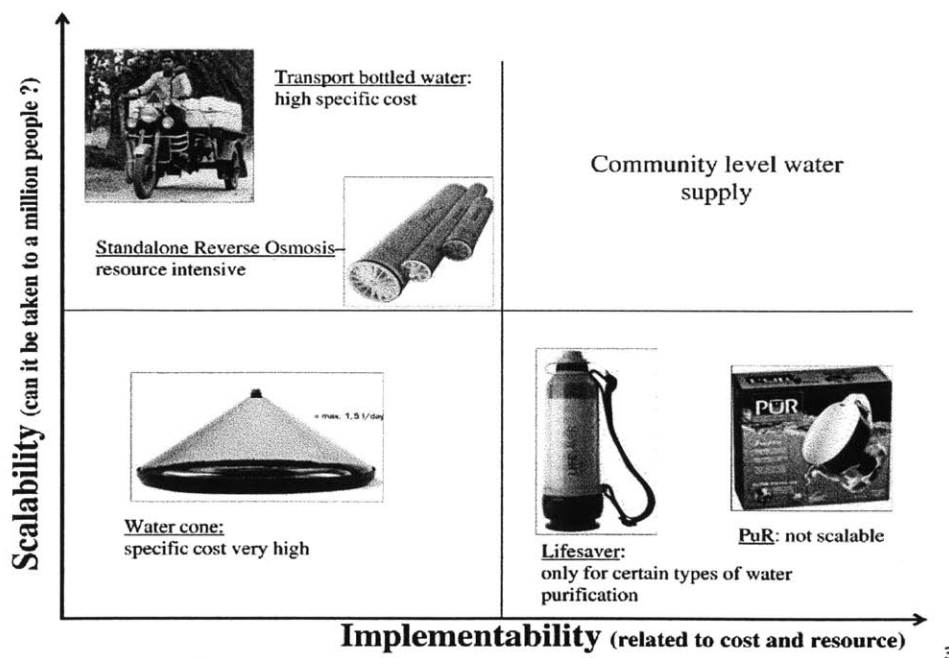 Scalability (can it be taken to a million people ?)
Transport bottled water:
high specific cost
Standalone Reverse Osmosis-
resource intensive
Community level water
supply
= max. 1,5 l/day
Water cone:
specific cost very high
PUR
Lifesaver:
only for certain types of water
purification
PuR: not scalable
Implementability (related to cost and resource)